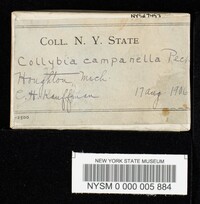 COLL. N. Y. STATE
Collybia campanella Peck
Houghton Mich
C. H. Kauffman 17 aug 1906
NEW YORK STATE MUSEUM
NYSM 0 000 005 884